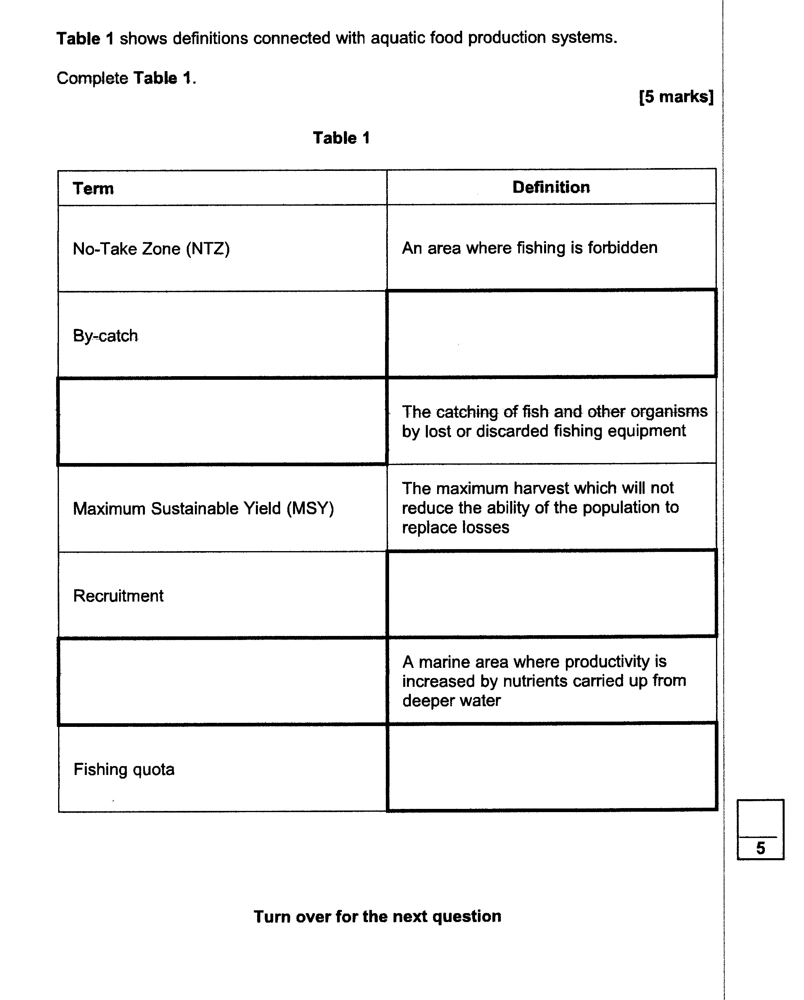 Table 1 shows definitions connected with aquatic food production systems.
Complete Table 1.
[5 marks]
Table 1
Term
Definition
No-Take Zone (NTZ)
An area where fishing is forbidden
By-catch
The catching of fish and other organisms
by lost or discarded fishing equipment
Maximum Sustainable Yield (MSY)
The maximum harvest which will not
reduce the ability of the population to
replace losses
Recruitment
A marine area where productivity is
increased by nutrients carried up from
deeper water
Fishing quota
5
Turn over for the next question